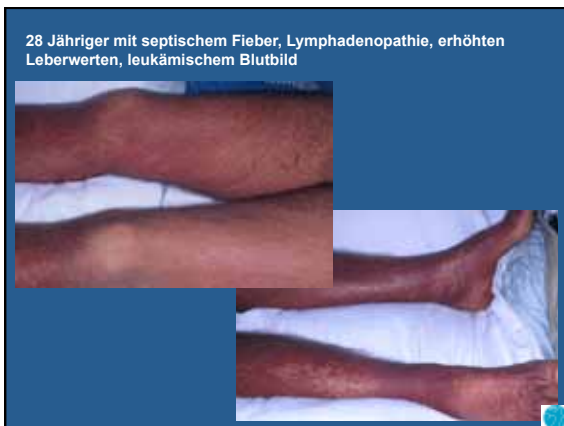 28 Jähriger mit septischem Fieber, Lymphadenopathie, erhöhten
Leberwerten, leukämischem Blutbild